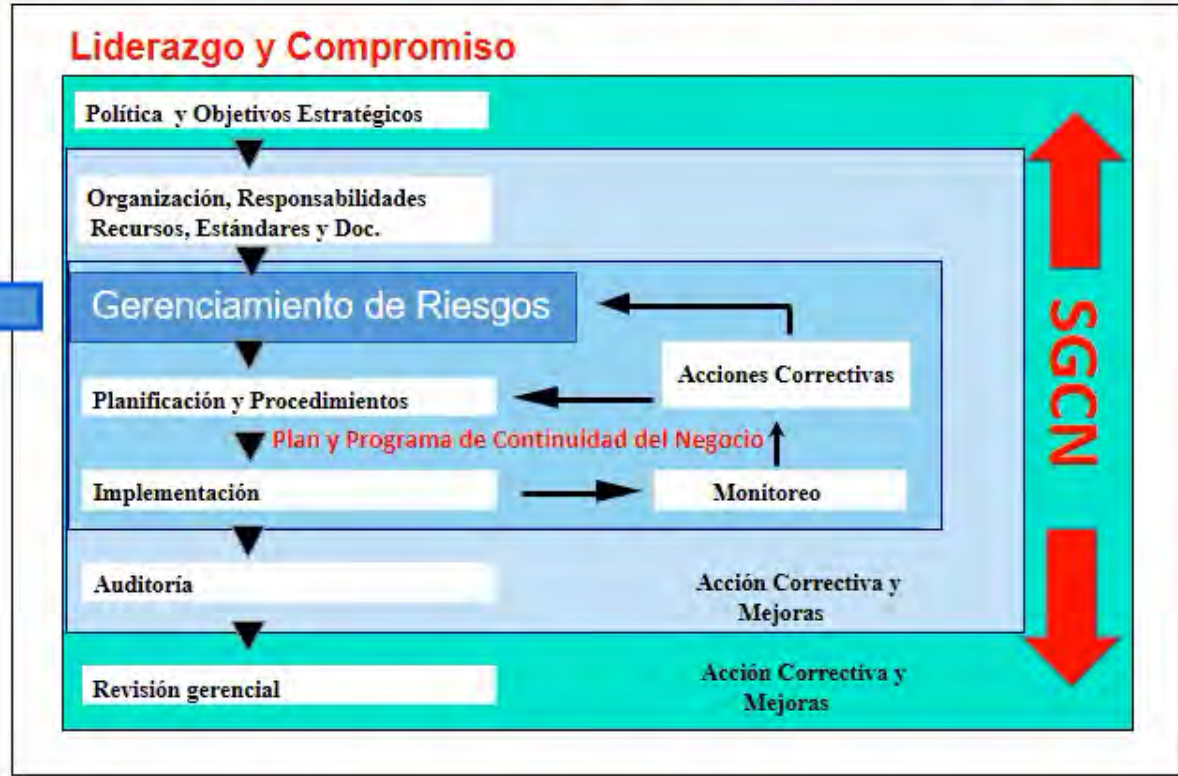 Liderazgo y Compromiso
Política y Objetivos Estratégicos
Organización, Responsabilidades
Recursos, Estándares y Doc.
Gerenciamiento de Riesgos
Acciones Correctivas
Planificación y Procedimientos
Plan y Programa de Continuidad del Negocio
Implementación
Monitoreo
Auditoría
Acción Correctiva y
Mejoras
Revisión gerencial
Acción Correctiva y
Mejoras
SGCN